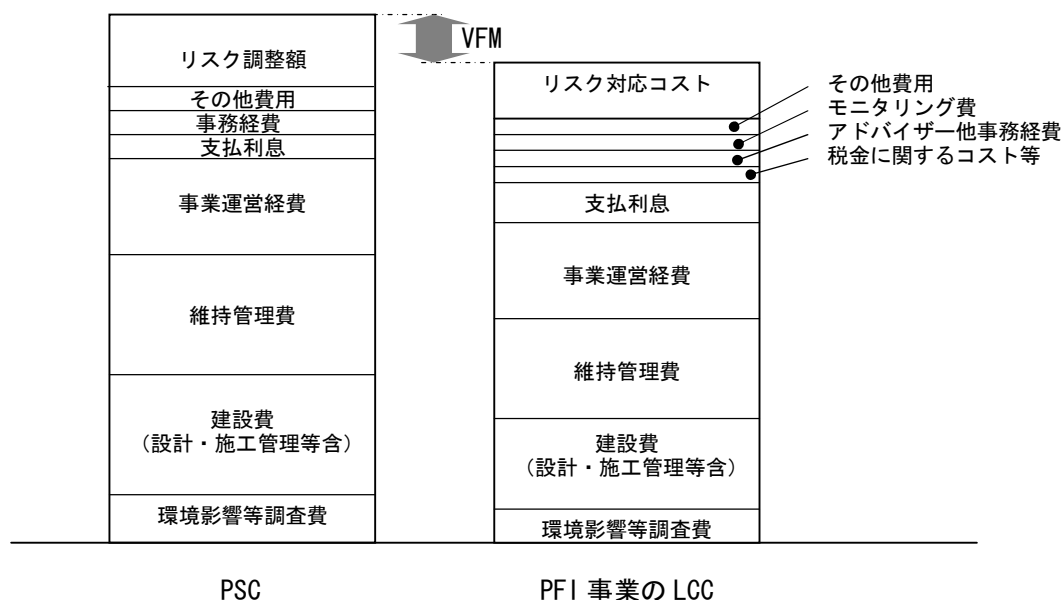 VFM
リスク調整額
その他費用
事務経費
支払利息
事業運営経費
維持管理費
建設費
（設計・施工管理等含）
環境影響等調査費
PSC
リスク対応コスト
その他費用
モニタリング費
アドバイザー他事務経費
税金に関するコスト等
支払利息
事業運営経費
維持管理費
建設費
（設計・施工管理等含）
環境影響等調査費
PFI 事業の LCC